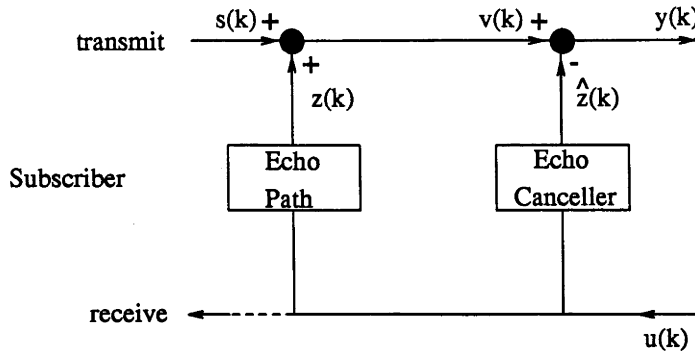 s(k) +
v(k) +
y(k)
transmit
+
-
z(k)
ẑ(k)
Echo
Path
Echo
Canceller
Subscriber
receive
u(k)